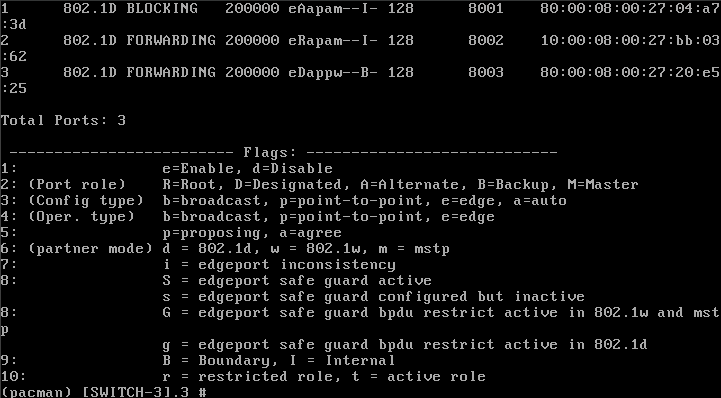 1      802.1D BLOCKING   200000 eAapam--I- 128     8001    80:00:08:00:27:04:a7
:3d
2      802.1D FORWARDING 200000 eRapam--I- 128     8002    10:00:08:00:27:bb:03
:62
3      802.1D FORWARDING 200000 eDappw--B- 128     8003    80:00:08:00:27:20:e5
:25
Total Ports: 3
------------------------- Flags: ----------------------------
1:                e=Enable, d=Disable
2: (Port role)    R=Root, D=Designated, A=Alternate, B=Backup, M=Master
3: (Config type)  b=broadcast, p=point-to-point, e=edge, a=auto
4: (Oper. type)   b=broadcast, p=point-to-point, e=edge
5:                p=proposing, a=agree
6: (partner mode) d = 802.1d, w = 802.1w, m = mstp
7:                i = edgeport inconsistency
8:                S = edgeport safe guard active
                  s = edgeport safe guard configured but inactive
8:                G = edgeport safe guard bpdu restrict active in 802.1w and mst
p
                  g = edgeport safe guard bpdu restrict active in 802.1d
9:                B = Boundary, I = Internal
10:               r = restricted role, t = active role
(pacman) [SWITCH-3].3 #